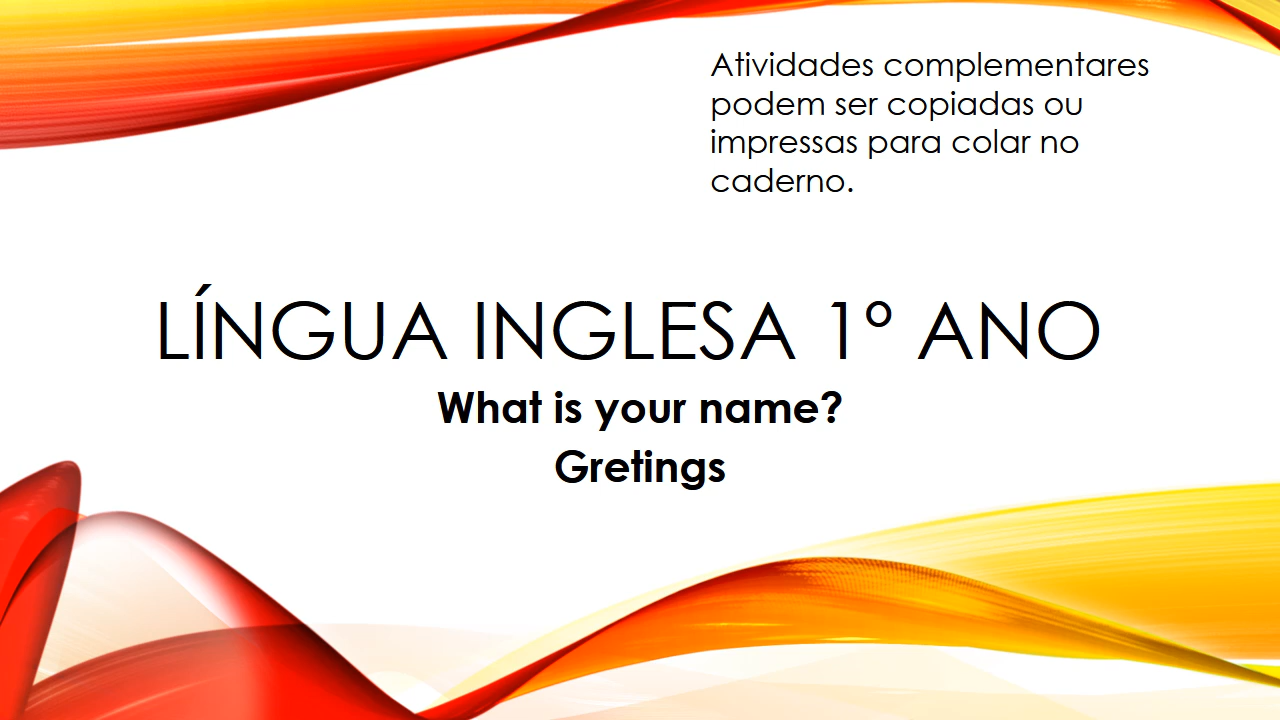 Atividades complementares
podem ser copiadas ou
impressas para colar no
caderno.
LÍNGUA INGLESA 1º ANO
What is your name?
Gretings